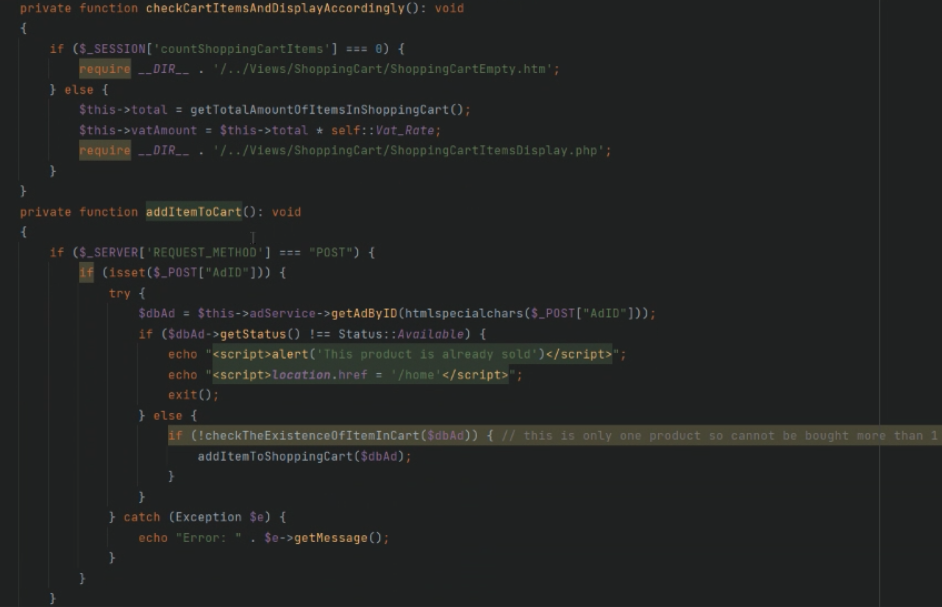 private function checkCartItemsAndDisplayAccordingly(): void
{
if ($_SESSION['countShoppingCartItems'] === 0) {
require __DIR__ . '/../Views/ShoppingCart/ShoppingCartEmpty.htm';
} else {
$this->total = getTotalAmountOfItemsInShoppingCart();
$this->vatAmount = $this->total * self::Vat_Rate;
require __DIR__ . '/../Views/ShoppingCart/ShoppingCartItemsDisplay.php';
}
}
private function addItemToCart(): void
{
if ($_SERVER['REQUEST_METHOD'] === "POST") {
if (isset($_POST["AdID"])) {
try {
$dbAd = $this->adService->getAdByID(htmlspecialchars($_POST["AdID"]));
if ($dbAd->getStatus() !== Status::Available) {
echo "<script>alert('This product is already sold')</script>";
echo "<script>location.href = '/home'</script>";
exit();
} else {
if (!checkTheExistenceOfItemInCart($dbAd)) { // this is only one product so cannot be bought more than 1
addItemToShoppingCart($dbAd);
}
}
} catch (Exception $e) {
echo "Error: " . $e->getMessage();
}
}
}